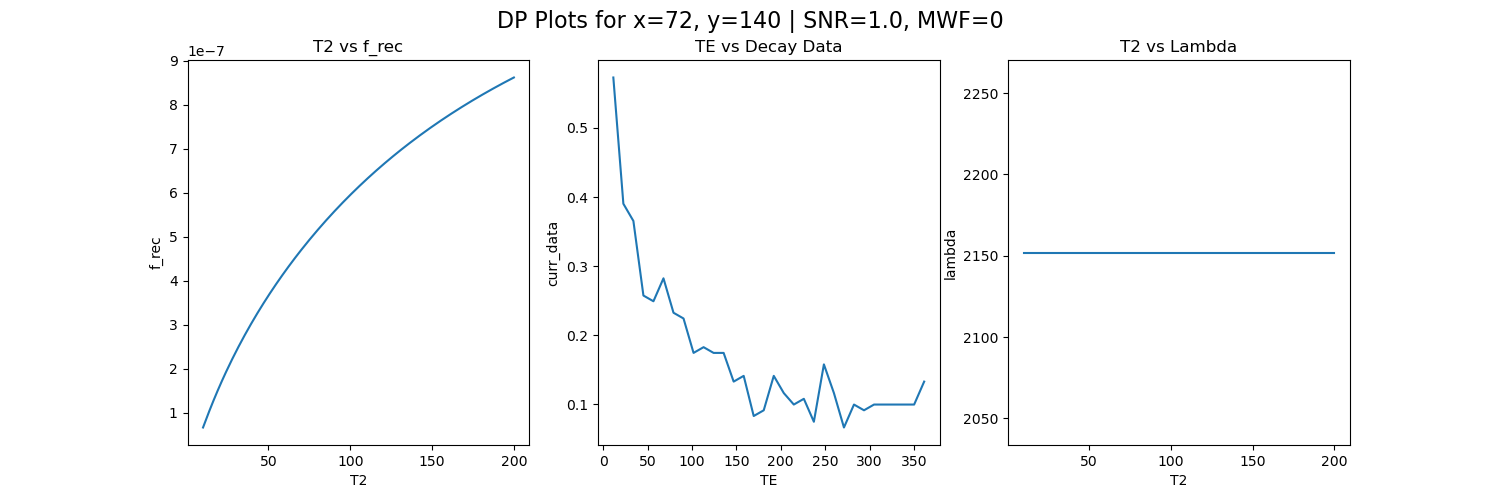 DP Plots for x=72, y=140 | SNR=1.0, MWF=0
T2 vs f_rec
1e−7
9
8
7
6
5
4
3
2
1
f_rec
50 100 150 200
T2
TE vs Decay Data
0.5
0.4
0.3
0.2
0.1
curr_data
0 50 100 150 200 250 300 350
TE
T2 vs Lambda
2250
2200
2150
2100
2050
lambda
50 100 150 200
T2